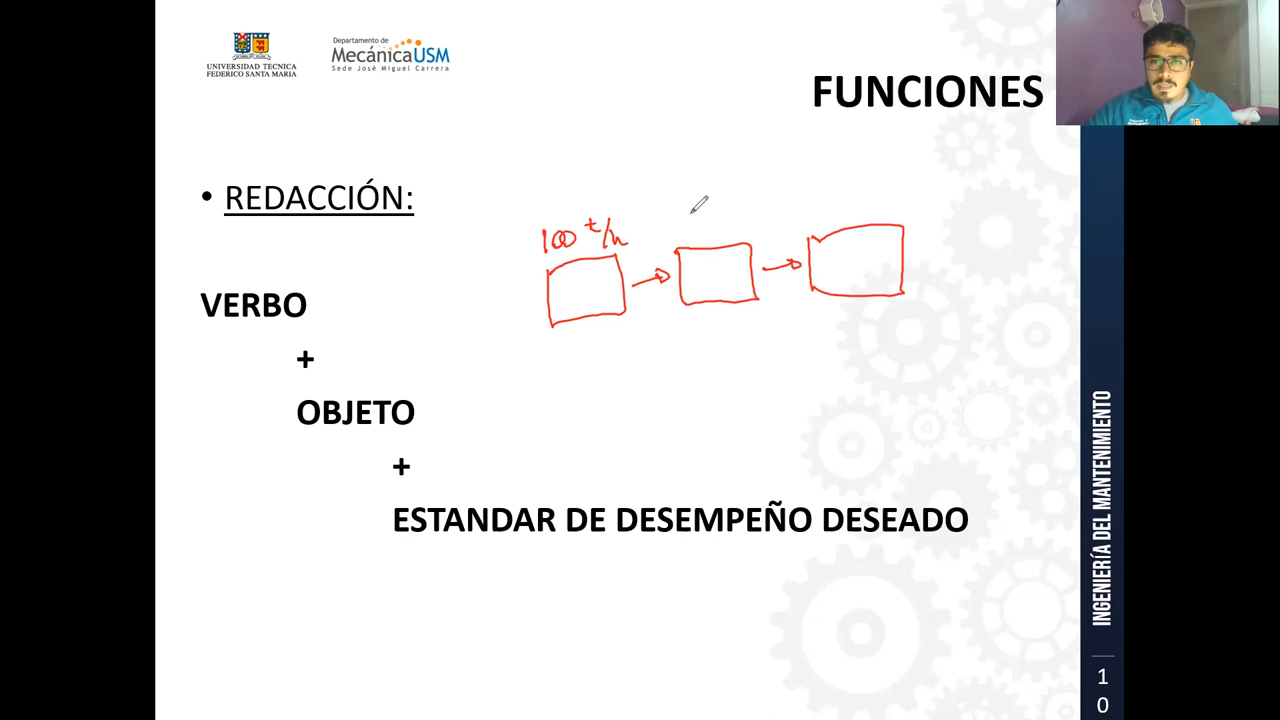 UNIVERSIDAD TECNICA
FEDERICO SANTA MARIA
Departamento de
MecánicaUSM
Sede José Miguel Carrera
FUNCIONES
• REDACCIÓN:
100 t/h
VERBO
+
OBJETO
+
ESTANDAR DE DESEMPEÑO DESEADO
INGENIERÍA DEL MANTENIMIENTO
1
0